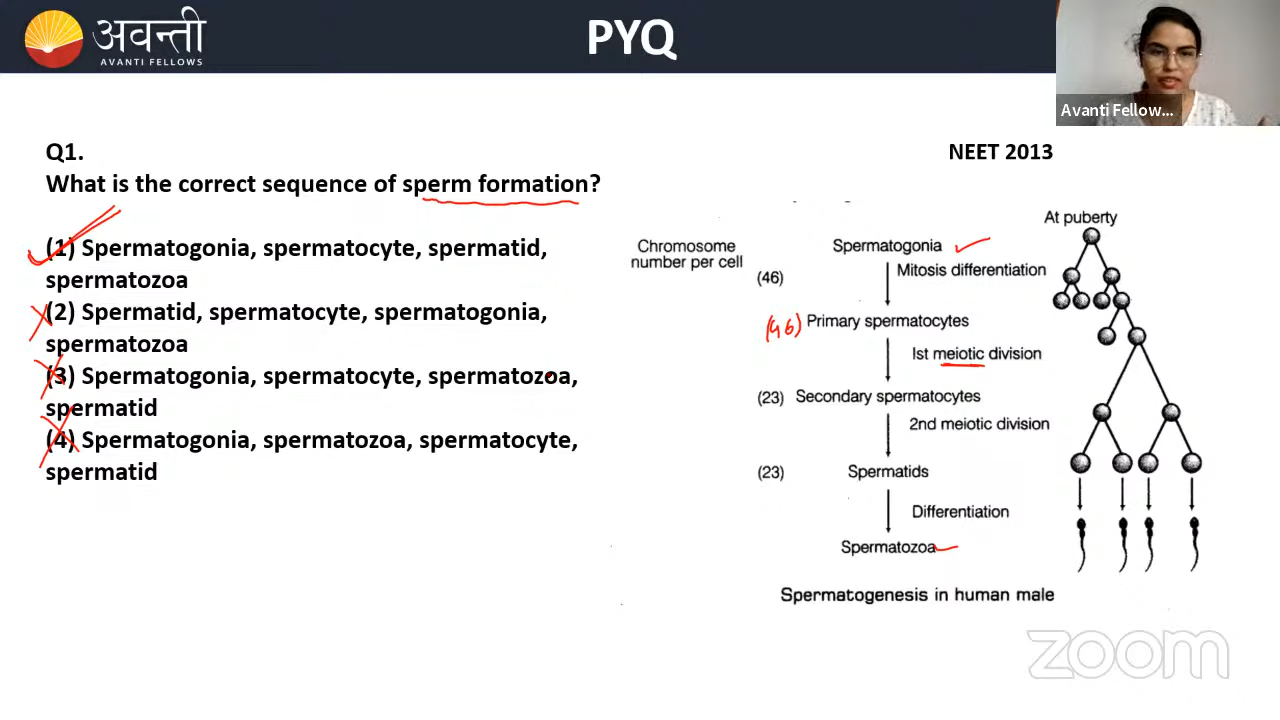 अवन्ती
AVANTI FELLOWS
PYQ
Avanti Fellow...
Q1.
NEET 2013
What is the correct sequence of sperm formation?
(1) Spermatogonia, spermatocyte, spermatid,
spermatozoa
(2) Spermatid, spermatocyte, spermatogonia,
spermatozoa
(3) Spermatogonia, spermatocyte, spermatozoa,
spermatid
(4) Spermatogonia, spermatozoa, spermatocyte,
spermatid
At puberty
Chromosome
number per cell
Spermatogonia
(46)
Mitosis differentiation
(46) Primary spermatocytes
Ist meiotic division
(23) Secondary spermatocytes
2nd meiotic division
(23) Spermatids
Differentiation
Spermatozoa
Spermatogenesis in human male
zoom